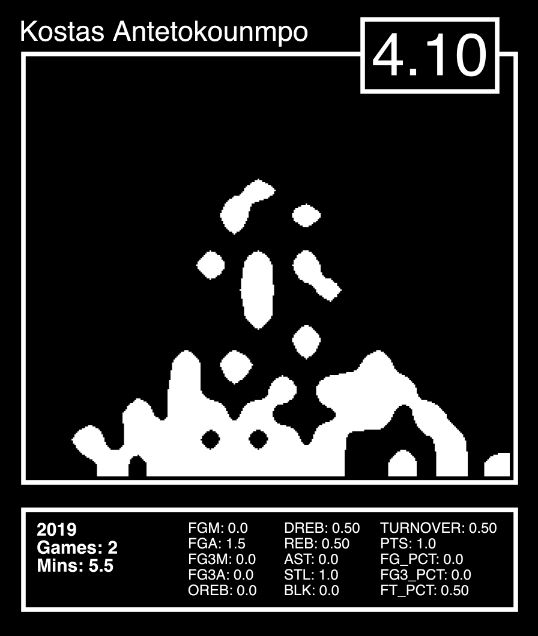 Kostas Antetokounmpo
4.10
2019
Games: 2
Mins: 5.5
FGM: 0.0
FGA: 1.5
FG3M: 0.0
FG3A: 0.0
OREB: 0.0
DREB: 0.50
REB: 0.50
AST: 0.0
STL: 1.0
BLK: 0.0
TURNOVER: 0.50
PTS: 1.0
FG_PCT: 0.0
FG3_PCT: 0.0
FT_PCT: 0.50